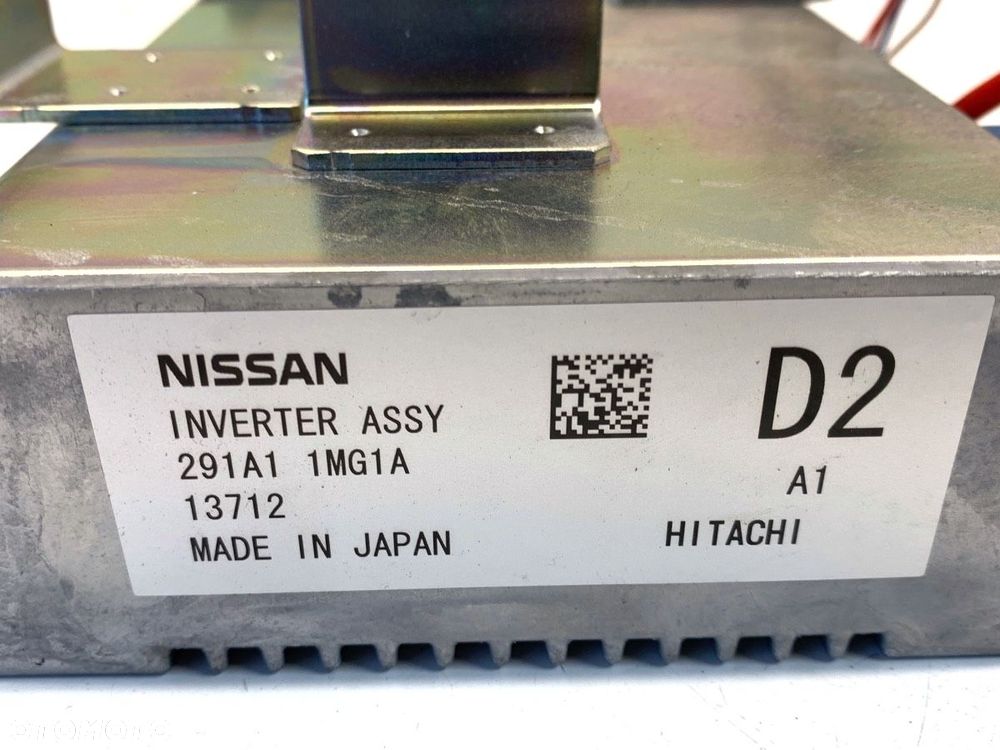 NISSAN
INVERTER ASSY
291A1 1MG1A
13712
MADE IN JAPAN
D2
A1
HITACHI